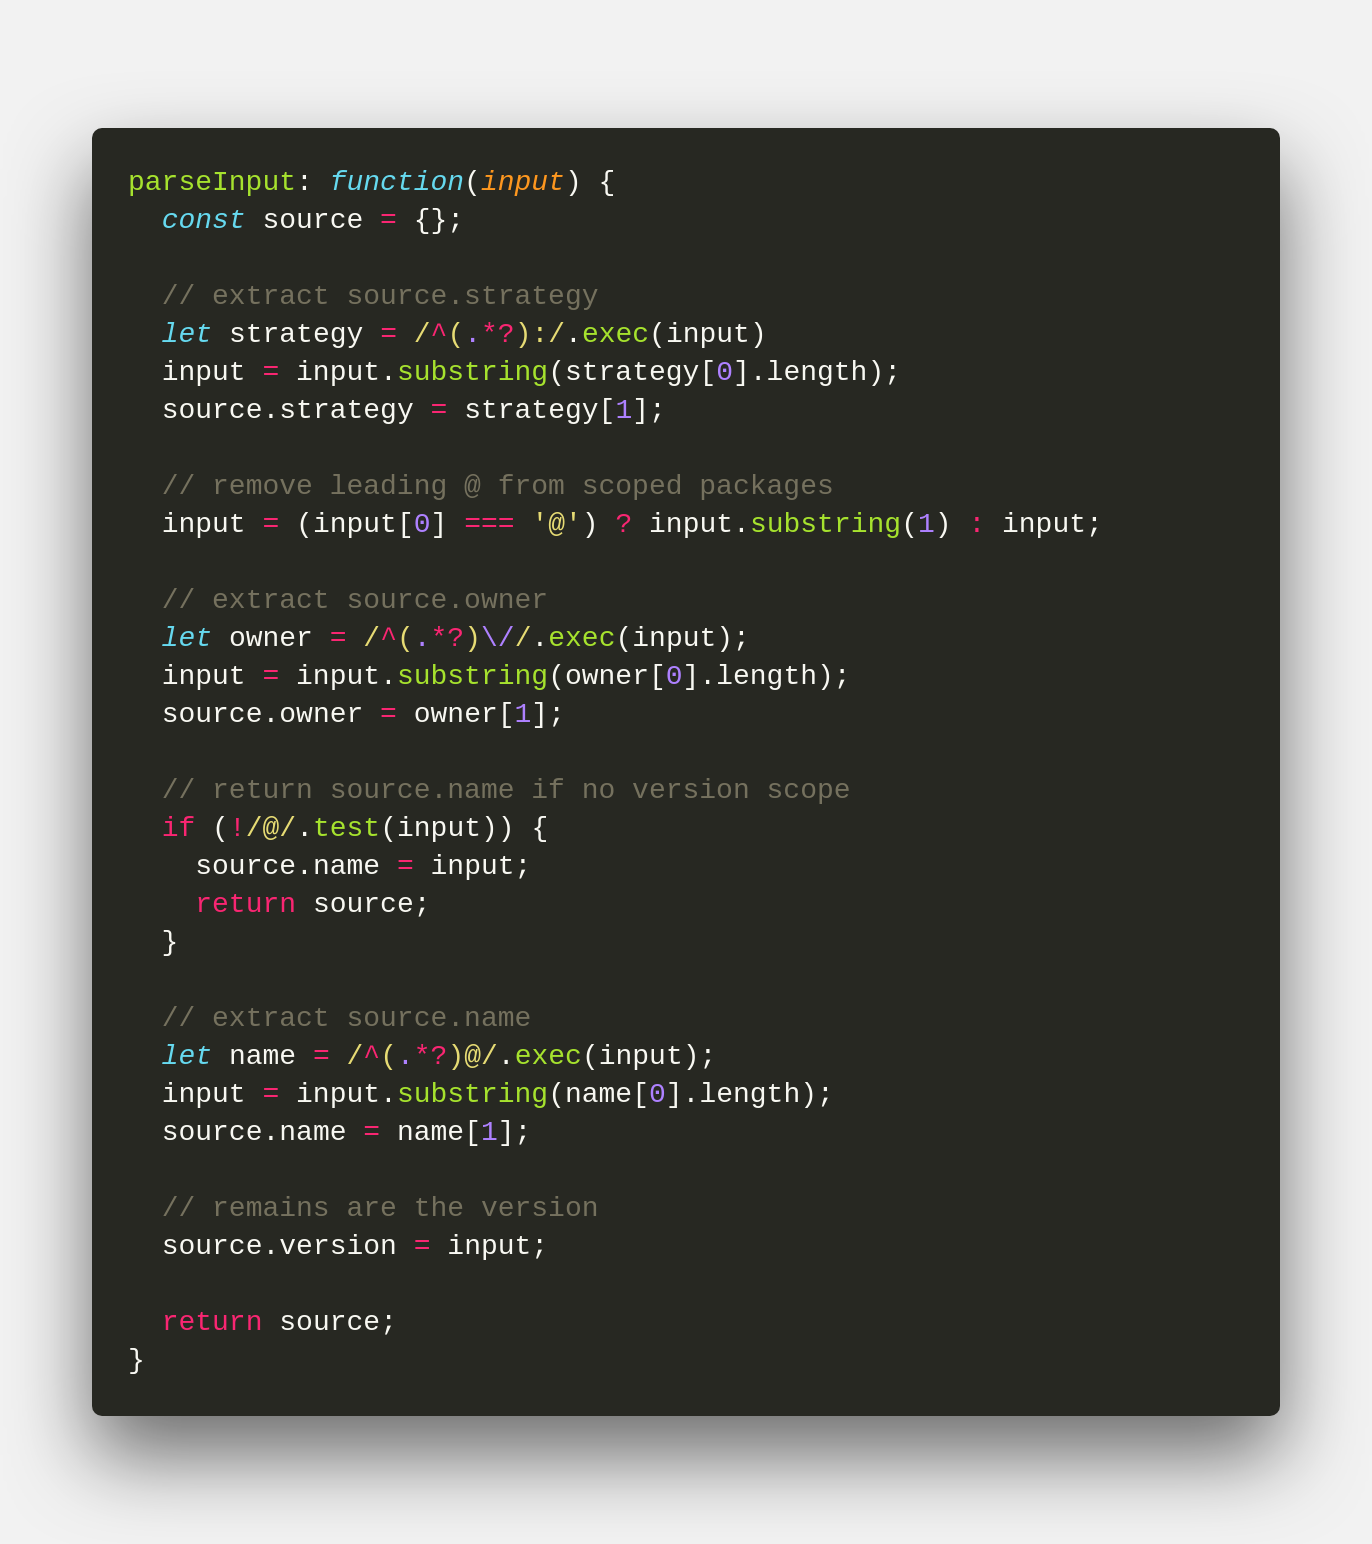 parseInput: function(input) {
  const source = {};

  // extract source.strategy
  let strategy = /^(.*?):/.exec(input)
  input = input.substring(strategy[0].length);
  source.strategy = strategy[1];

  // remove leading @ from scoped packages
  input = (input[0] === '@') ? input.substring(1) : input;

  // extract source.owner
  let owner = /^(.*?)\//.exec(input);
  input = input.substring(owner[0].length);
  source.owner = owner[1];

  // return source.name if no version scope
  if (!/@/.test(input)) {
    source.name = input;
    return source;
  }

  // extract source.name
  let name = /^(.*?)@/.exec(input);
  input = input.substring(name[0].length);
  source.name = name[1];

  // remains are the version
  source.version = input;

  return source;
}